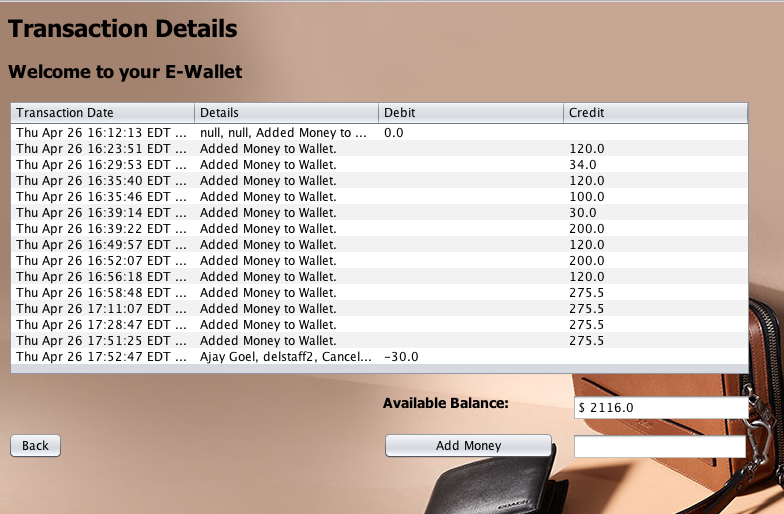 Transaction Details
Welcome to your E-Wallet
Transaction Date Details Debit Credit
Thu Apr 26 16:12:13 EDT ... null, null, Added Money to ... 0.0
Thu Apr 26 16:23:51 EDT ... Added Money to Wallet. 120.0
Thu Apr 26 16:29:53 EDT ... Added Money to Wallet. 34.0
Thu Apr 26 16:35:40 EDT ... Added Money to Wallet. 120.0
Thu Apr 26 16:35:46 EDT ... Added Money to Wallet. 100.0
Thu Apr 26 16:39:14 EDT ... Added Money to Wallet. 30.0
Thu Apr 26 16:39:22 EDT ... Added Money to Wallet. 200.0
Thu Apr 26 16:49:57 EDT ... Added Money to Wallet. 120.0
Thu Apr 26 16:52:07 EDT ... Added Money to Wallet. 200.0
Thu Apr 26 16:56:18 EDT ... Added Money to Wallet. 120.0
Thu Apr 26 16:58:48 EDT ... Added Money to Wallet. 275.5
Thu Apr 26 17:11:07 EDT ... Added Money to Wallet. 275.5
Thu Apr 26 17:28:47 EDT ... Added Money to Wallet. 275.5
Thu Apr 26 17:51:25 EDT ... Added Money to Wallet. 275.5
Thu Apr 26 17:52:47 EDT ... Ajay Goel, delstaff2, Cancel... -30.0
Available Balance: $ 2116.0
Back Add Money
COACH